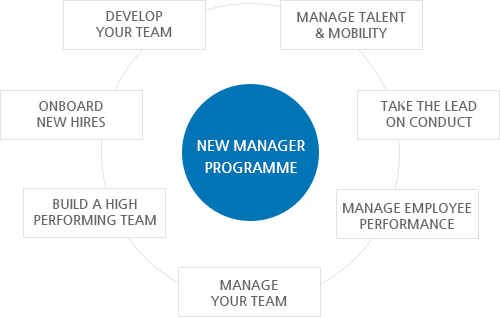 DEVELOP
YOUR TEAM
MANAGE TALENT
& MOBILITY
ONBOARD
NEW HIRES
TAKE THE LEAD
ON CONDUCT
NEW MANAGER
PROGRAMME
BUILD A HIGH
PERFORMING TEAM
MANAGE EMPLOYEE
PERFORMANCE
MANAGE
YOUR TEAM